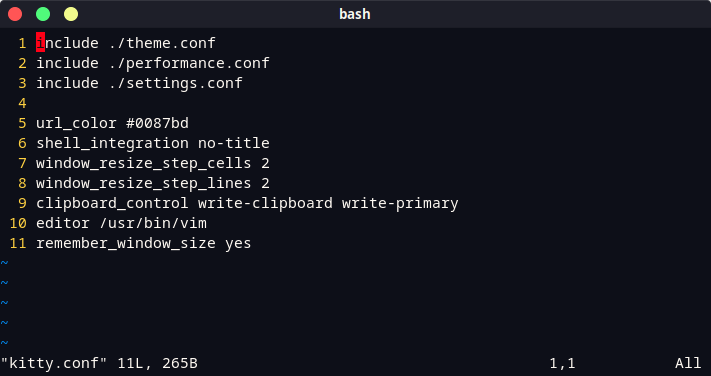 bash
1 include ./theme.conf
2 include ./performance.conf
3 include ./settings.conf
4
5 url_color #0087bd
6 shell_integration no-title
7 window_resize_step_cells 2
8 window_resize_step_lines 2
9 clipboard_control write-clipboard write-primary
10 editor /usr/bin/vim
11 remember_window_size yes
~
~
~
~
~
"kitty.conf" 11L, 265B 1,1 All